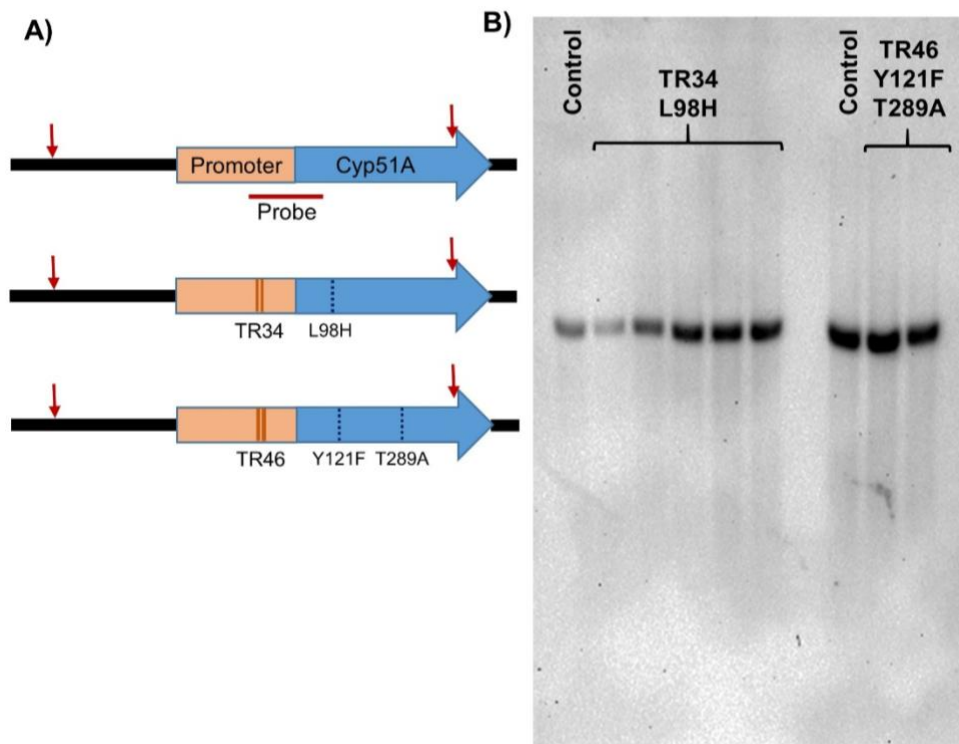 A)
Promoter
Cyp51A
Probe
TR34
L98H
TR46
Y121F
T289A
B)
Control
TR34
L98H
Control
TR46
Y121F
T289A